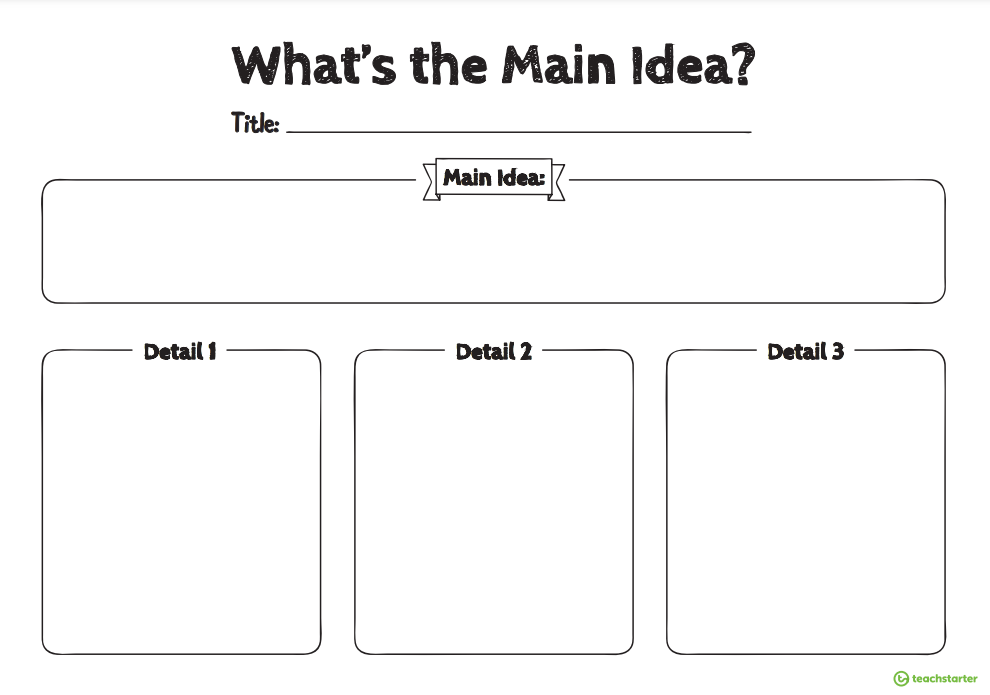 What's the Main Idea?
Title:
Main Idea:
Detail 1
Detail 2
Detail 3
teachstarter